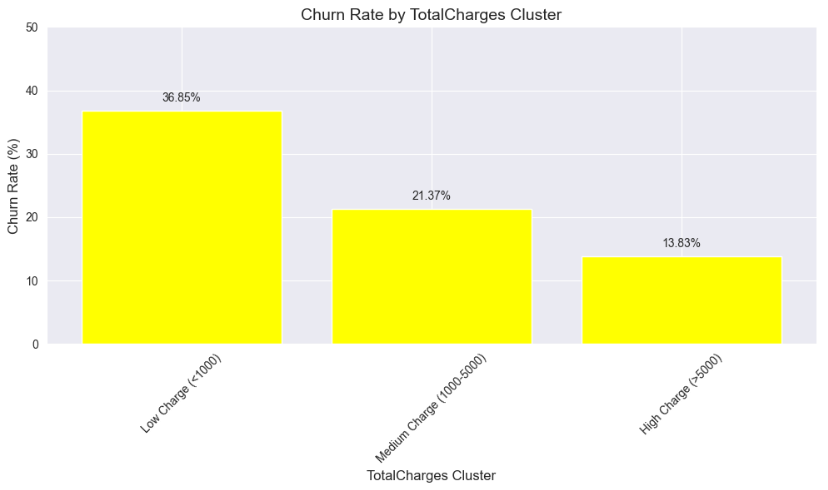 Churn Rate by TotalCharges Cluster
Churn Rate (%)
50
40
30
20
10
0
36.85%
21.37%
13.83%
Low Charge (<1000)
Medium Charge (1000-5000)
High Charge (>5000)
TotalCharges Cluster